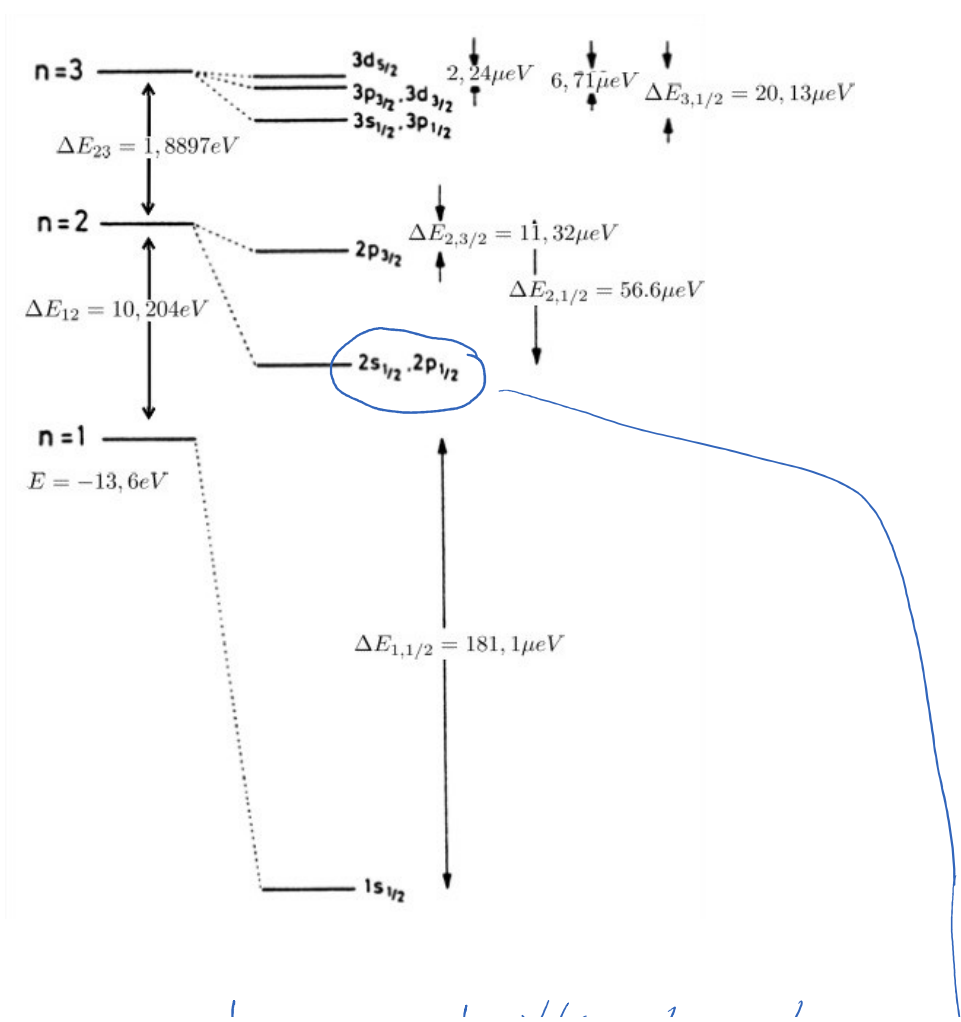 3d5/2
n=3 2,24μeV 6,71μeV
3p3/2,3d3/2 ΔE3,1/2 = 20,13μeV
3s1/2,3p1/2
ΔE23 = 1,8897eV
n=2 ΔE2,3/2 = 11,32μeV
2p3/2
ΔE12 = 10,204eV ΔE2,1/2 = 56.6μeV
2s1/2,2p1/2
n=1
E = −13,6eV
ΔE1,1/2 = 181,1μeV
1s1/2